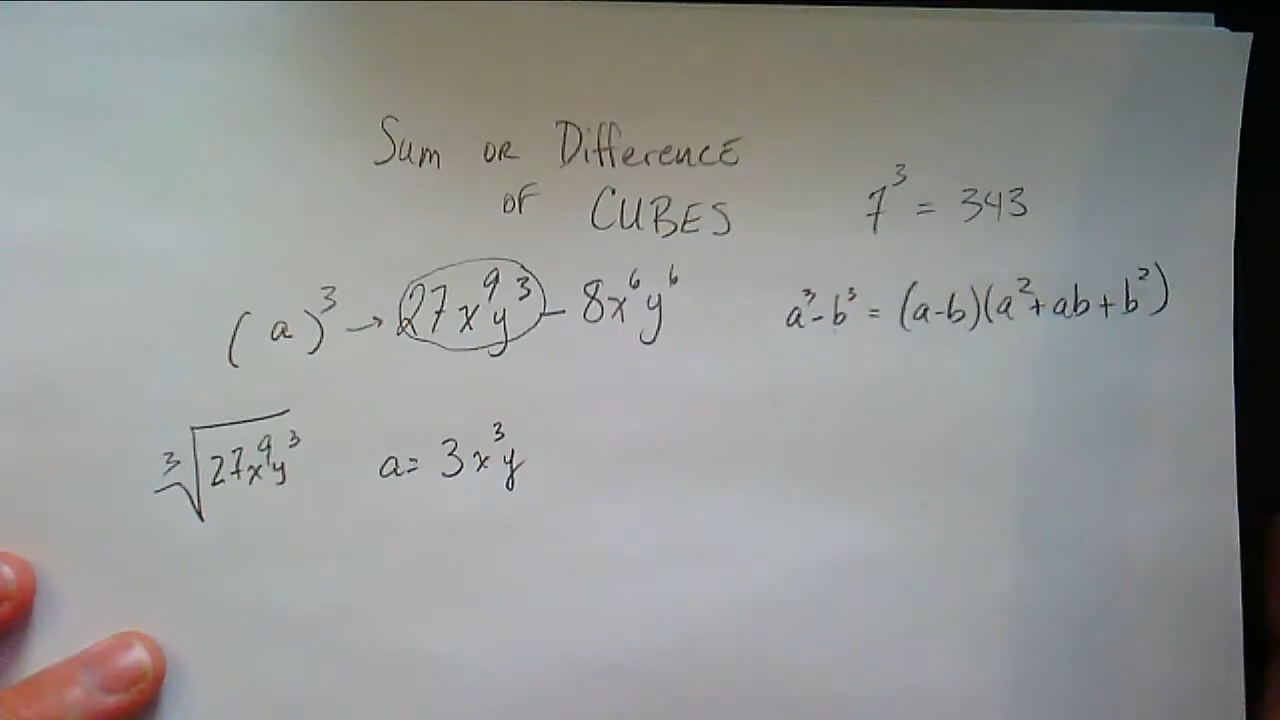 Sum or Difference
of CUBES
7³ = 343
(a)³ → 27x⁹y³ - 8x⁶y⁶
a³-b³ = (a-b)(a²+ab+b²)
∛27x⁹y³
a= 3x³y